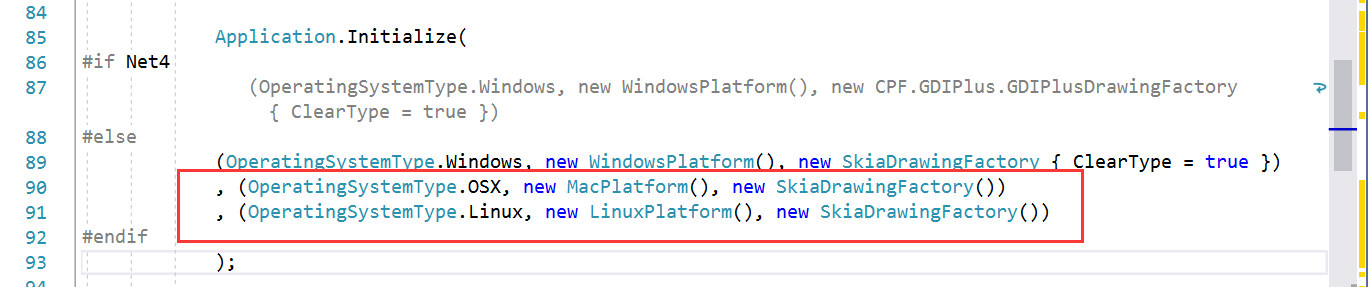 84
85 Application.Initialize(
86 #if Net4
87 (OperatingSystemType.Windows, new WindowsPlatform(), new CPF.GDIPlus.GDIPlusDrawingFactory
{ ClearType = true })
88 #else
89 (OperatingSystemType.Windows, new WindowsPlatform(), new SkiaDrawingFactory { ClearType = true })
90 , (OperatingSystemType.OSX, new MacPlatform(), new SkiaDrawingFactory())
91 , (OperatingSystemType.Linux, new LinuxPlatform(), new SkiaDrawingFactory())
92 #endif
93 );
94